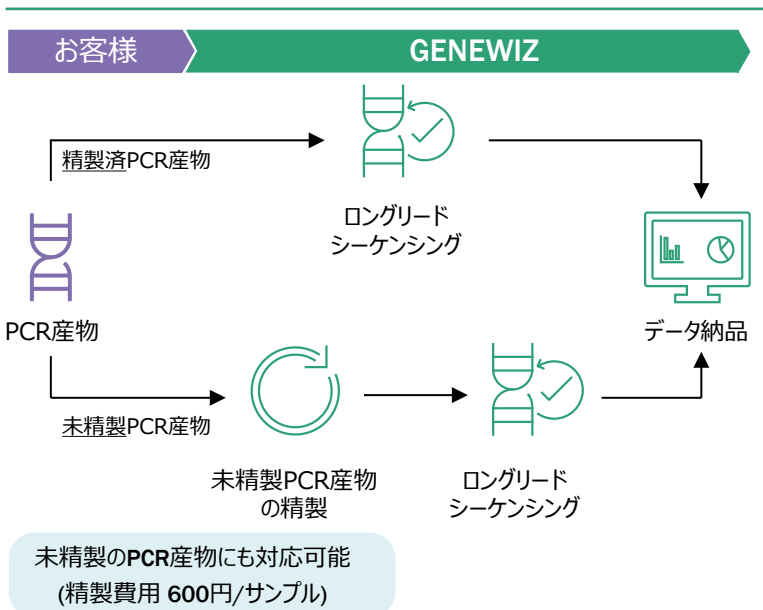 お客様
GENEWIZ
精製済PCR産物
ロングリード
シーケンシング
PCR産物
データ納品
未精製PCR産物
未精製PCR産物
の精製
ロングリード
シーケンシング
未精製のPCR産物にも対応可能
(精製費用 600円/サンプル)